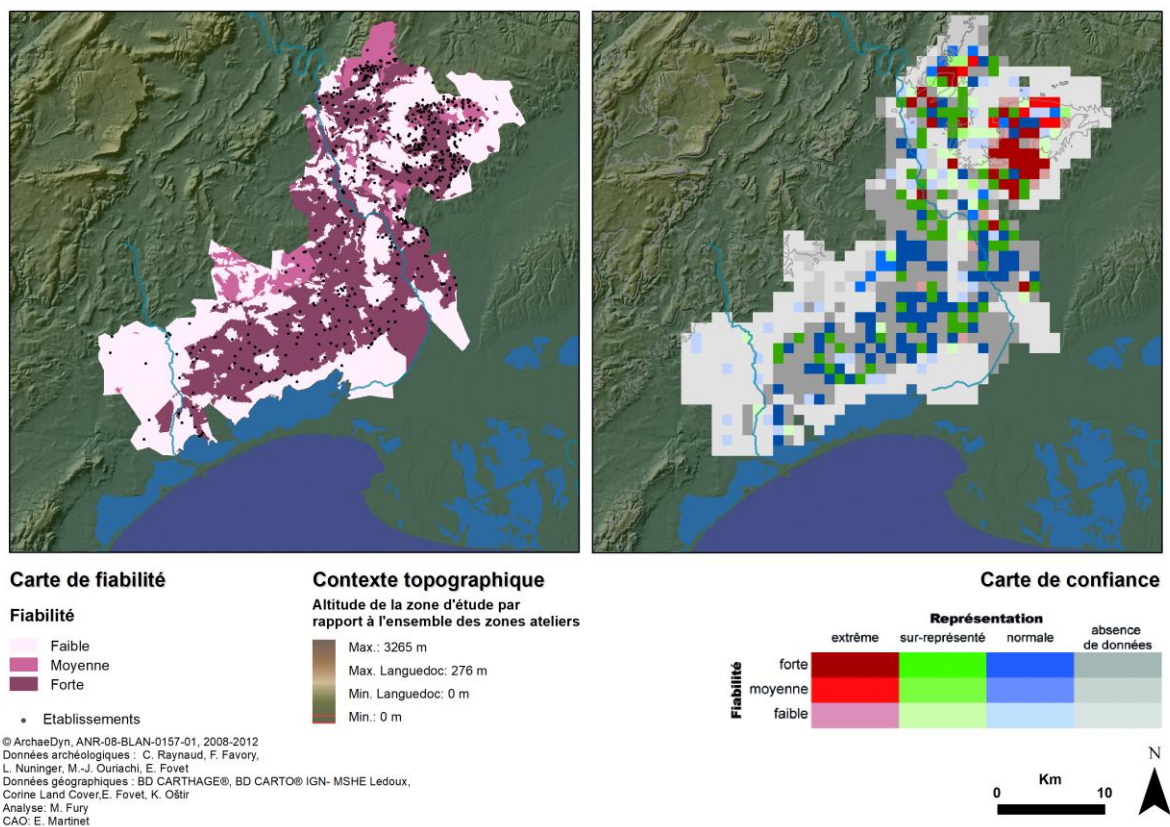 Carte de fiabilité
Fiabilité
Faible
Moyenne
Forte
Etablissements
© ArchaeDyn, ANR-08-BLAN-0157-01, 2008-2012
Données archéologiques : C. Raynaud, F. Favory,
L. Nuninger, M.-J. Ouriachi, E. Fovet
Données géographiques : BD CARTHAGE®, BD CARTO® IGN- MSHE Ledoux,
Corine Land Cover,E. Fovet, K. Oštir
Analyse: M. Fury
CAO: E. Martinet
Contexte topographique
Altitude de la zone d'étude par
rapport à l'ensemble des zones ateliers
Max.: 3265 m
Max. Languedoc: 276 m
Min. Languedoc: 0 m
Min.: 0 m
Carte de confiance
Représentation
extrême sur-représenté normale absence
de données
Fiabilité
forte
moyenne
faible
N
Km
0 10